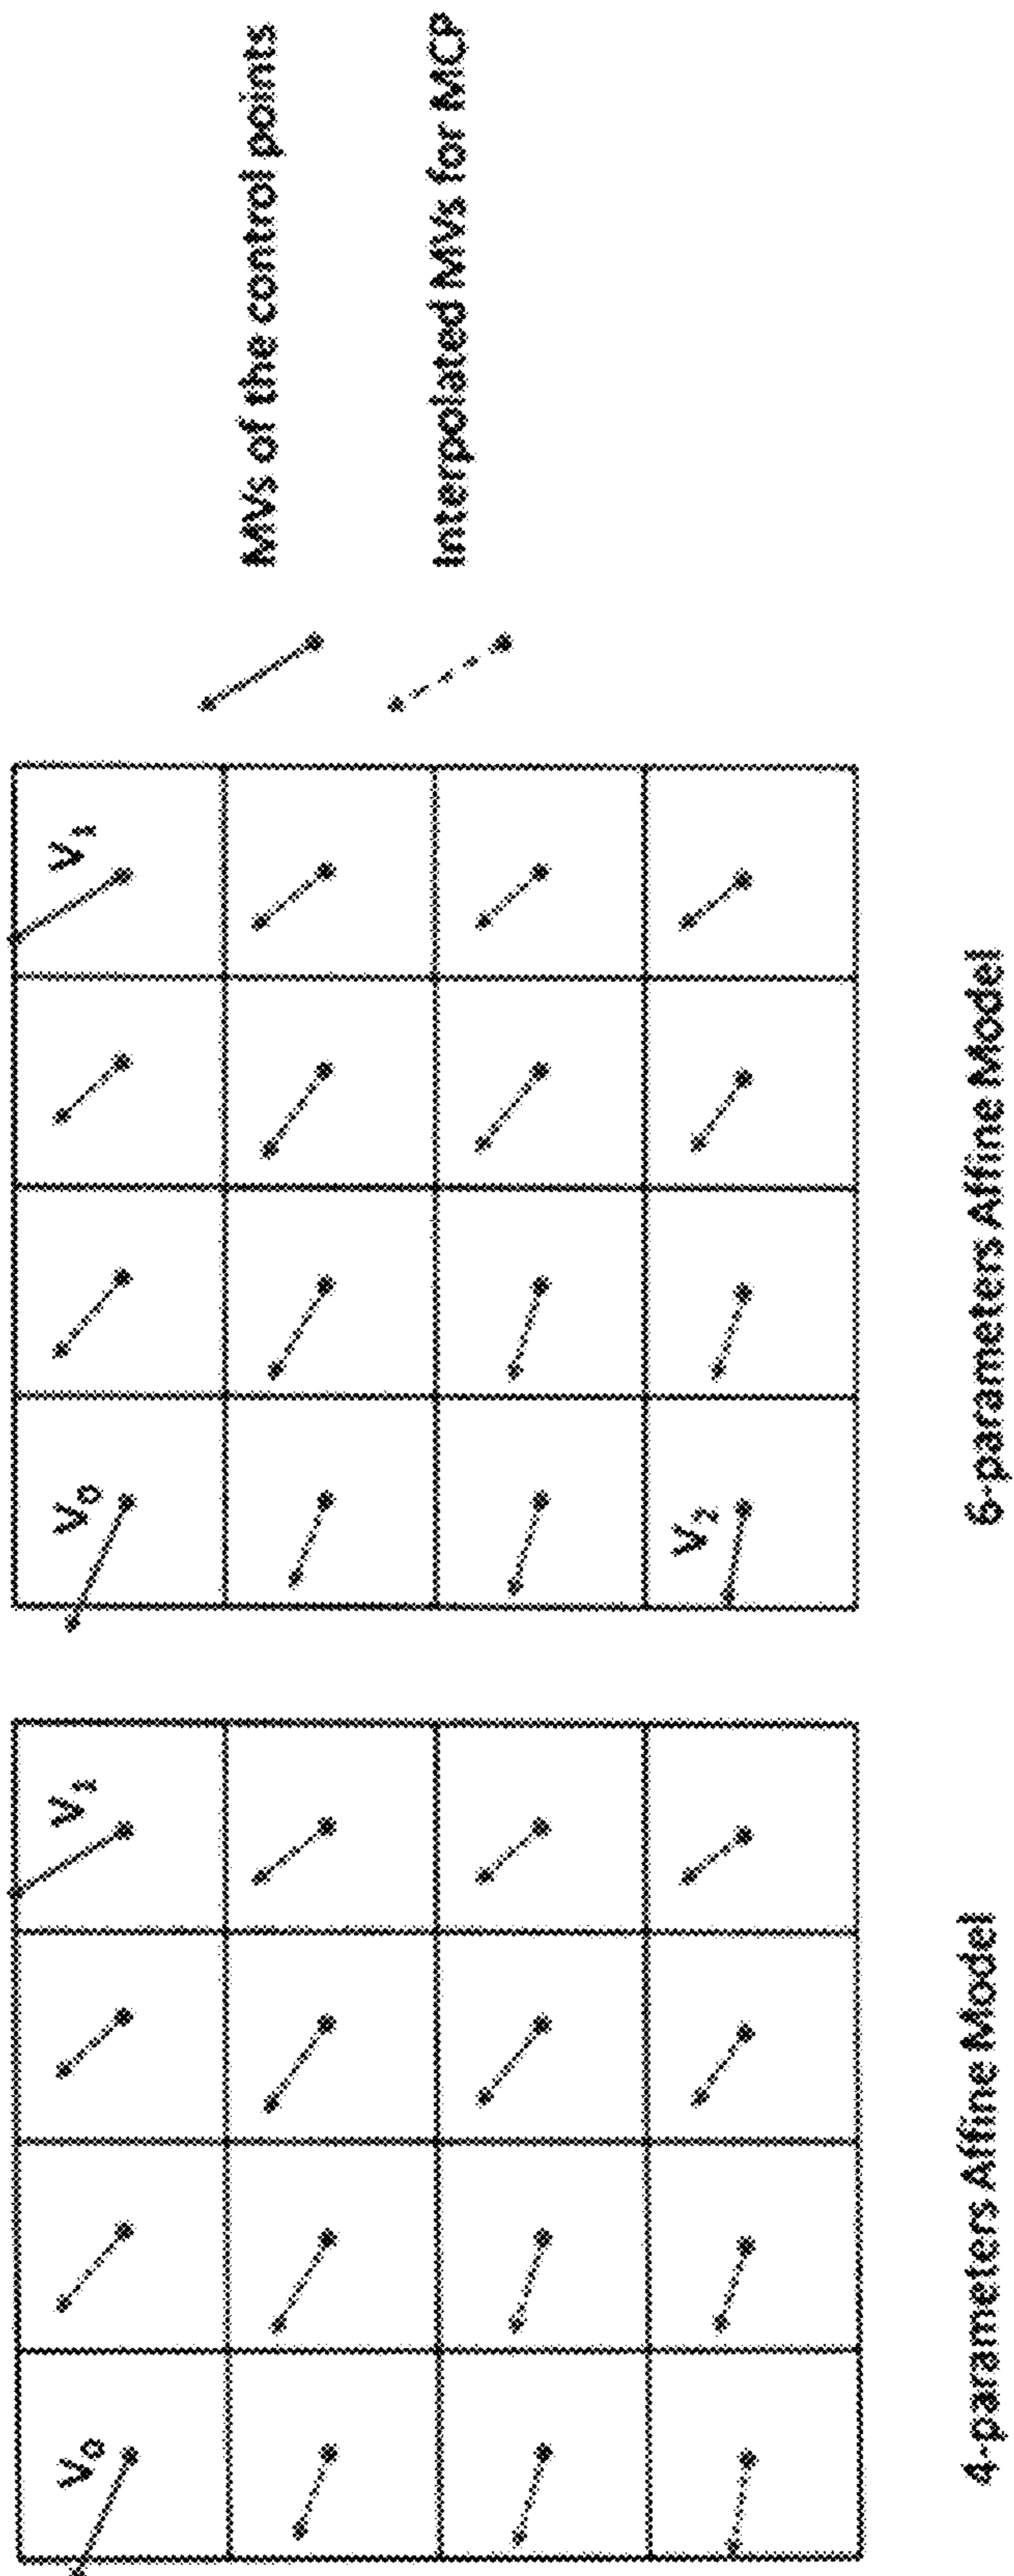 V0
V1
4-parameters Affine Model
V0
V1
V2
6-parameters Affine Model
MVs of the control points
Interpolated MVs for MCP